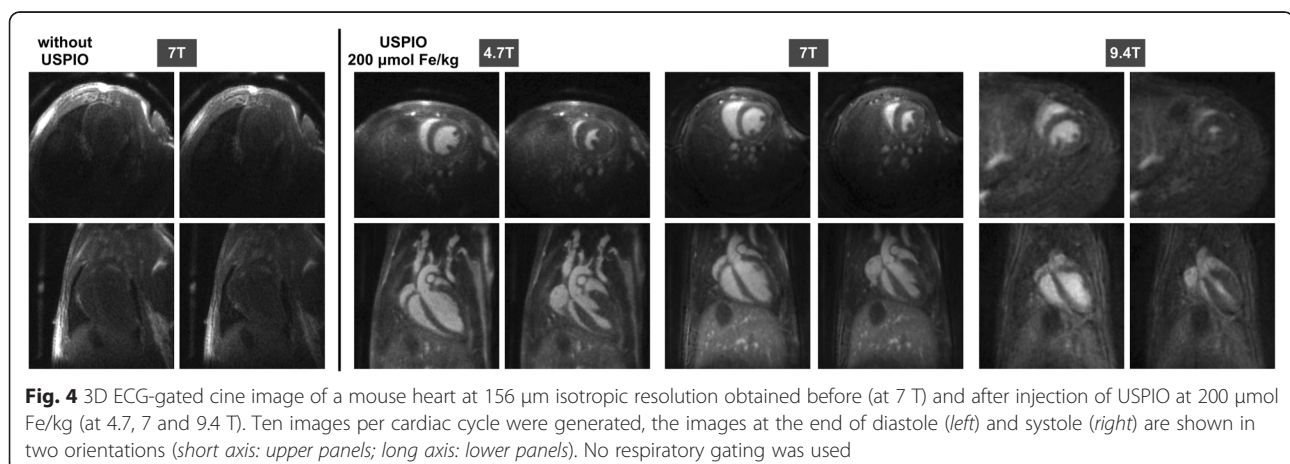 without
USPIO
7T
USPIO
200 µmol Fe/kg
4.7T
7T
9.4T
Fig. 4 3D ECG-gated cine image of a mouse heart at 156 µm isotropic resolution obtained before (at 7 T) and after injection of USPIO at 200 µmol
Fe/kg (at 4.7, 7 and 9.4 T). Ten images per cardiac cycle were generated, the images at the end of diastole (left) and systole (right) are shown in
two orientations (short axis: upper panels; long axis: lower panels). No respiratory gating was used